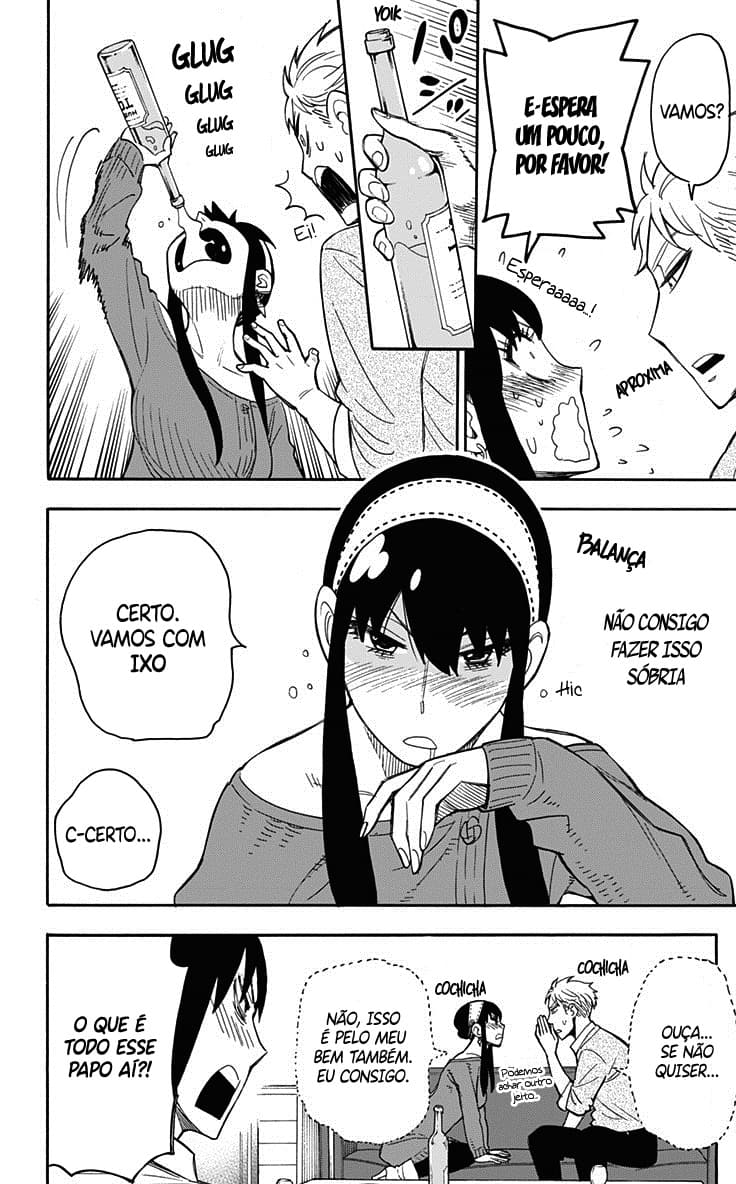 VAMOS?
E-ESPERA
UM POUCO,
POR FAVOR!
Esperaaaaa...!
APROXIMA
YOIK
GLUG
GLUG
GLUG
GLUG
Ei!
BALANÇA
NÃO CONSIGO
FAZER ISSO
SÓBRIA
Hic
CERTO.
VAMOS COM
IXO
C-CERTO...
COCHICHA
OUÇA...
SE NÃO
QUISER...
Podemos
achar outro
jeito...
COCHICHA
NÃO, ISSO
É PELO MEU
BEM TAMBÉM.
EU CONSIGO.
O QUE É
TODO ESSE
PAPO AÍ?!